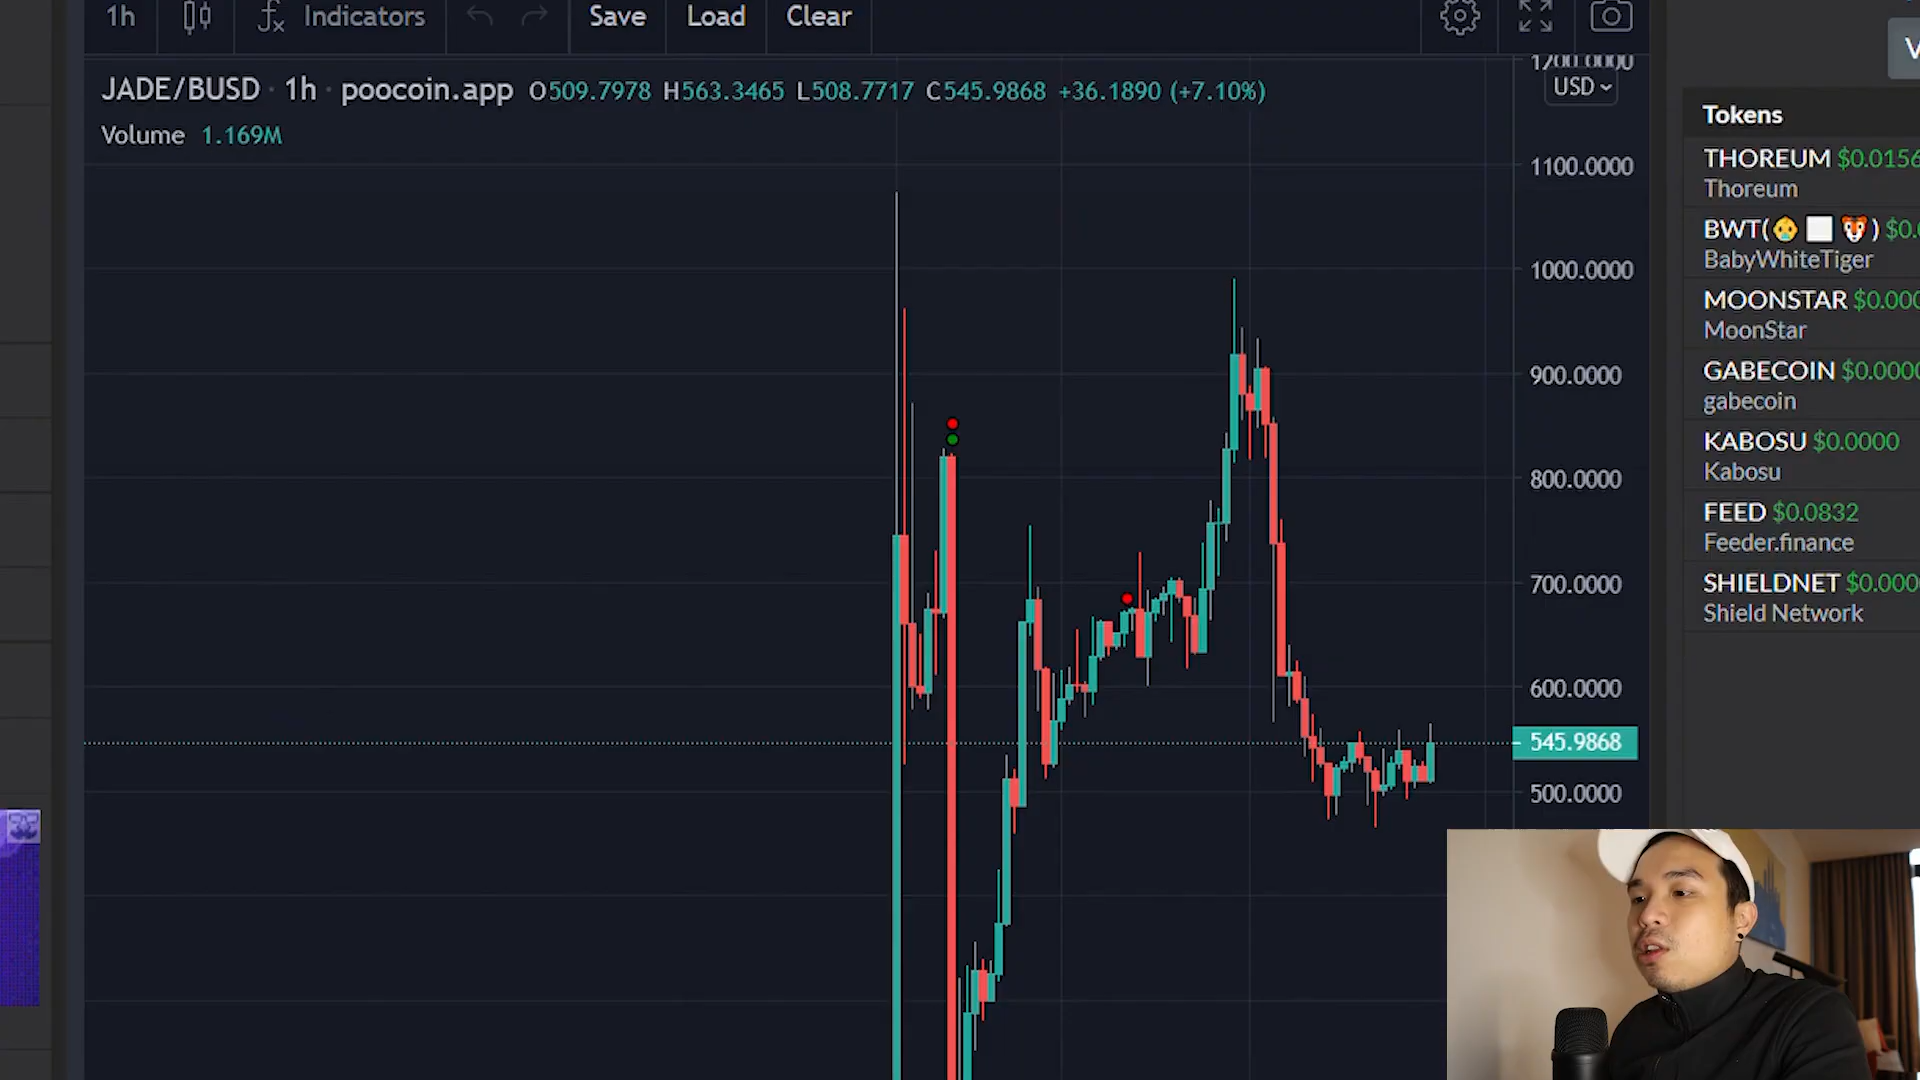 1h Indicators Save Load Clear
JADE/BUSD · 1h · poocoin.app O509.7978 H563.3465 L508.7717 C545.9868 +36.1890 (+7.10%)
Volume 1.169M
1200.0000
USD
1100.0000
1000.0000
900.0000
800.0000
700.0000
600.0000
545.9868
500.0000
Tokens
THOREUM $0.0156
Thoreum
BWT(👶⬜🐯) $0.0
BabyWhiteTiger
MOONSTAR $0.000
MoonStar
GABECOIN $0.0000
gabecoin
KABOSU $0.0000
Kabosu
FEED $0.0832
Feeder.finance
SHIELDNET $0.000
Shield Network